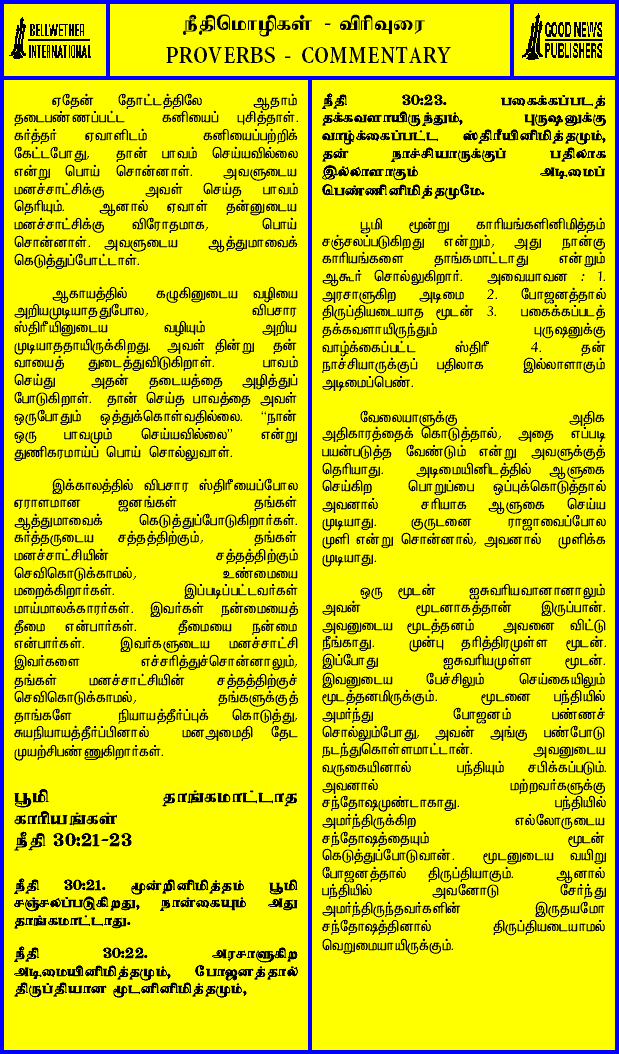 BELLWETHER
INTERNATIONAL
நீதிமொழிகள் - விரிவுரை
PROVERBS - COMMENTARY
GOOD NEWS
PUBLISHERS
ஏதேன் தோட்டத்திலே ஆதாம்
தடைபண்ணப்பட்ட கனியைப் புசித்தாள்.
கர்த்தர் ஏவாளிடம் கனியைப்பற்றிக்
கேட்டபோது, தான் பாவம் செய்யவில்லை
என்று பொய் சொன்னாள். அவளுடைய
மனச்சாட்சிக்கு அவள் செய்த பாவம்
தெரியும். ஆனால் ஏவாள் தன்னுடைய
மனச்சாட்சிக்கு விரோதமாக, பொய்
சொன்னாள். அவளுடைய ஆத்துமாவைக்
கெடுத்துப்போட்டாள்.
ஆகாயத்தில் கழுகினுடைய வழியை
அறியமுடியாததுபோல, விபசார
ஸ்திரீயினுடைய வழியும் அறிய
முடியாததாயிருக்கிறது. அவள் தின்று தன்
வாயைத் துடைத்துவிடுகிறாள். பாவம்
செய்து அதன் தடையத்தை அழித்துப்
போடுகிறாள். தான் செய்த பாவத்தை அவள்
ஒருபோதும் ஒத்துக்கொள்வதில்லை. “நான்
ஒரு பாவமும் செய்யவில்லை” என்று
துணிகரமாய்ப் பொய் சொல்லுவாள்.
இக்காலத்தில் விபசார ஸ்திரீயைப்போல
ஏராளமான ஜனங்கள் தங்கள்
ஆத்துமாவைக் கெடுத்துப்போடுகிறார்கள்.
கர்த்தருடைய சத்தத்திற்கும், தங்கள்
மனச்சாட்சியின் சத்தத்திற்கும்
செவிகொடுக்காமல், உண்மையை
மறைக்கிறார்கள். இப்படிப்பட்டவர்கள்
மாய்மாலக்காரர்கள். இவர்கள் நன்மையைத்
தீமை என்பார்கள். தீமையை நன்மை
என்பார்கள். இவர்களுடைய மனச்சாட்சி
இவர்களை எச்சரித்துச்சொன்னாலும்,
தங்கள் மனச்சாட்சியின் சத்தத்திற்குச்
செவிகொடுக்காமல், தங்களுக்குத்
தாங்களே நியாயத்தீர்ப்புக் கொடுத்து,
சுயநியாயத்தீர்ப்பினால் மனஅமைதி தேட
முயற்சிபண்ணுகிறார்கள்.
பூமி தாங்கமாட்டாத
காரியங்கள்
நீதி 30:21-23
நீதி 30:21. மூன்றினிமித்தம் பூமி
சஞ்சலப்படுகிறது, நான்கையும் அது
தாங்கமாட்டாது.
நீதி 30:22. அரசாளுகிற
அடிமையினிமித்தமும், போஜனத்தால்
திருப்தியான மூடனினிமித்தமும்,
நீதி 30:23. பகைக்கப்படத்
தக்கவளாயிருந்தும், புருஷனுக்கு
வாழ்க்கைப்பட்ட ஸ்திரீயினிமித்தமும்,
தன் நாச்சியாருக்குப் பதிலாக
இல்லாளாகும் அடிமைப்
பெண்ணினிமித்தமுமே.
பூமி மூன்று காரியங்களினிமித்தம்
சஞ்சலப்படுகிறது என்றும், அது நான்கு
காரியங்களை தாங்கமாட்டாது என்றும்
ஆகூர் சொல்லுகிறார். அவையாவன : 1.
அரசாளுகிற அடிமை 2. போஜனத்தால்
திருப்தியடையாத மூடன் 3. பகைக்கப்படத்
தக்கவளாயிருந்தும் புருஷனுக்கு
வாழ்க்கைப்பட்ட ஸ்திரீ 4. தன்
நாச்சியாருக்குப் பதிலாக இல்லாளாகும்
அடிமைப்பெண்.
வேலையாளுக்கு அதிக
அதிகாரத்தைக் கொடுத்தால், அதை எப்படி
பயன்படுத்த வேண்டும் என்று அவளுக்குத்
தெரியாது. அடிமையினிடத்தில் ஆளுகை
செய்கிற பொறுப்பை ஒப்புக்கொடுத்தால்
அவனால் சரியாக ஆளுகை செய்ய
முடியாது. குருடனை ராஜாவைப்போல
முளி என்று சொன்னால், அவனால் முளிக்க
முடியாது.
ஒரு மூடன் ஐசுவரியவானானாலும்
அவன் மூடனாகத்தான் இருப்பான்.
அவனுடைய மூடத்தனம் அவனை விட்டு
நீங்காது. முன்பு தரித்திரமுள்ள மூடன்.
இப்போது ஐசுவரியமுள்ள மூடன்.
இவனுடைய பேச்சிலும் செய்கையிலும்
மூடத்தனமிருக்கும். மூடனை பந்தியில்
அமர்ந்து போஜனம் பண்ணச்
சொல்லும்போது, அவன் அங்கு பண்போடு
நடந்துகொள்ளமாட்டான். அவனுடைய
வருகையினால் பந்தியும் சபிக்கப்படும்.
அவனால் மற்றவர்களுக்கு
சந்தோஷமுண்டாகாது. பந்தியில்
அமர்ந்திருக்கிற எல்லோருடைய
சந்தோஷத்தையும் மூடன்
கெடுத்துப்போடுவான். மூடனுடைய வயிறு
போஜனத்தால் திருப்தியாகும். ஆனால்
பந்தியில் அவனோடு சேர்ந்து
அமர்ந்திருந்தவர்களின் இருதயமோ
சந்தோஷத்தினால் திருப்தியடையாமல்
வெறுமையாயிருக்கும்.